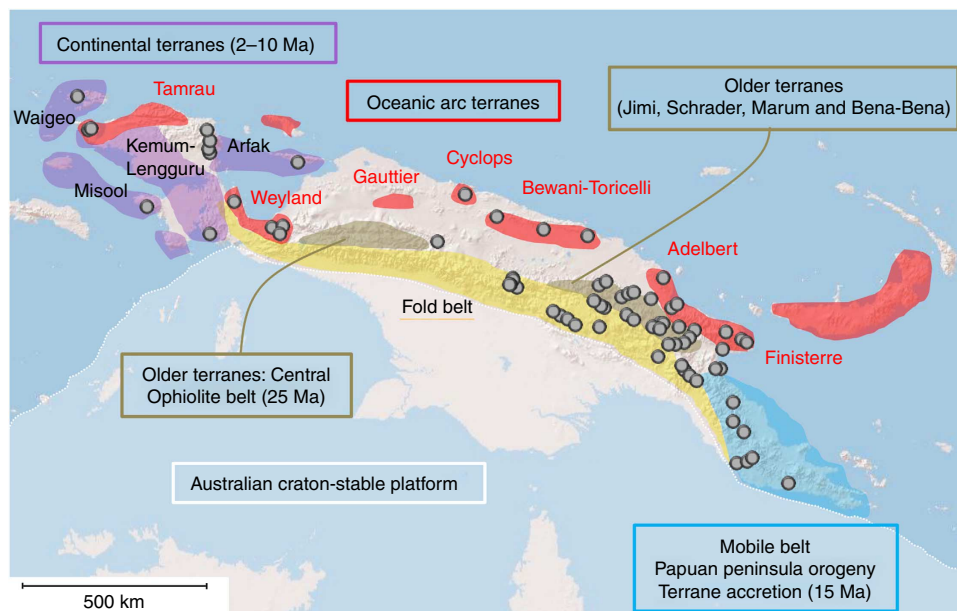 Continental terranes (2–10 Ma)
Older terranes
(Jimi, Schrader, Marum and Bena-Bena)
Tamrau
Oceanic arc terranes
Waigeo
Kemum-
Lengguru
Arfak
Cyclops
Misool
Gauttier
Weyland
Bewani-Toricelli
Adelbert
Fold belt
Finisterre
Older terranes: Central
Ophiolite belt (25 Ma)
Australian craton-stable platform
Mobile belt
Papuan peninsula orogeny
Terrane accretion (15 Ma)
500 km